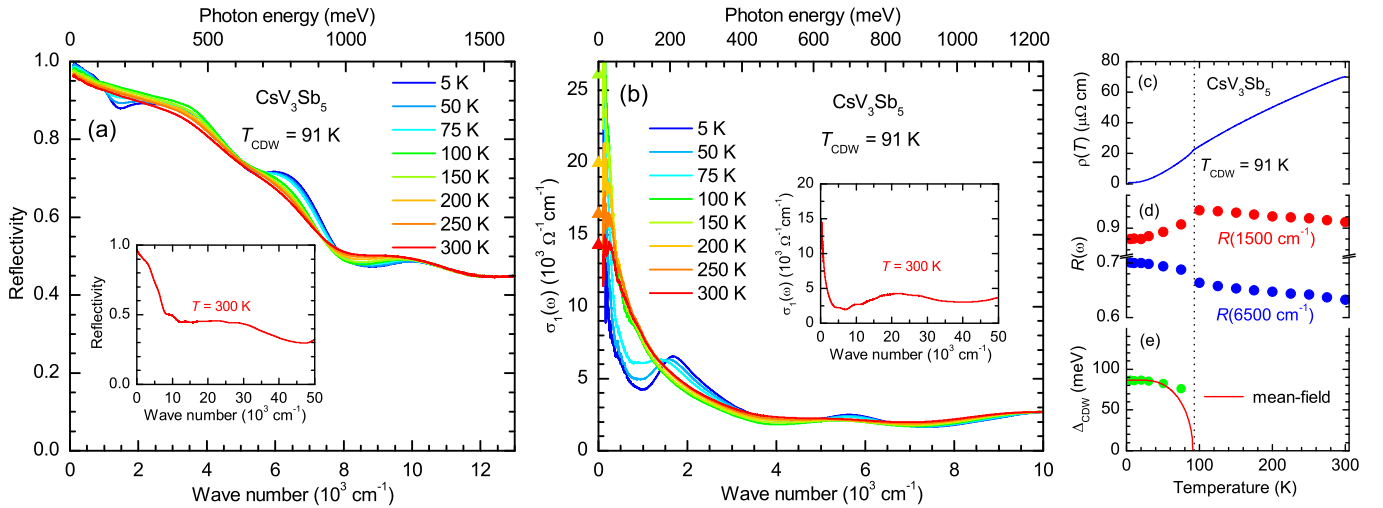 Photon energy (meV)
0 500 1000 1500
1.0
0.8
0.6
0.4
0.2
0.0
Reflectivity
(a)
CsV3Sb5
TCDW = 91 K
5 K
50 K
75 K
100 K
150 K
200 K
250 K
300 K
1.0
0.5
0.0
Reflectivity
T = 300 K
0 10 20 30 40 50
Wave number (10³ cm⁻¹)
0 2 4 6 8 10 12
Wave number (10³ cm⁻¹)
Photon energy (meV)
0 200 400 600 800 1000 1200
25
20
15
10
5
0
σ1(ω) (10³ Ω⁻¹cm⁻¹)
(b)
CsV3Sb5
TCDW = 91 K
5 K
50 K
75 K
100 K
150 K
200 K
250 K
300 K
20
15
10
5
0
σ1(ω) (10³ Ω⁻¹cm⁻¹)
T = 300 K
0 10 20 30 40 50
Wave number (10³ cm⁻¹)
0 2 4 6 8 10
Wave number (10³ cm⁻¹)
80
60
40
20
0
ρ(T) (μΩ cm)
(c)
CsV3Sb5
TCDW = 91 K
0.9
0.7
0.6
R(ω)
(d)
R(1500 cm⁻¹)
R(6500 cm⁻¹)
100
50
0
ΔCDW (meV)
(e)
mean-field
0 100 200 300
Temperature (K)